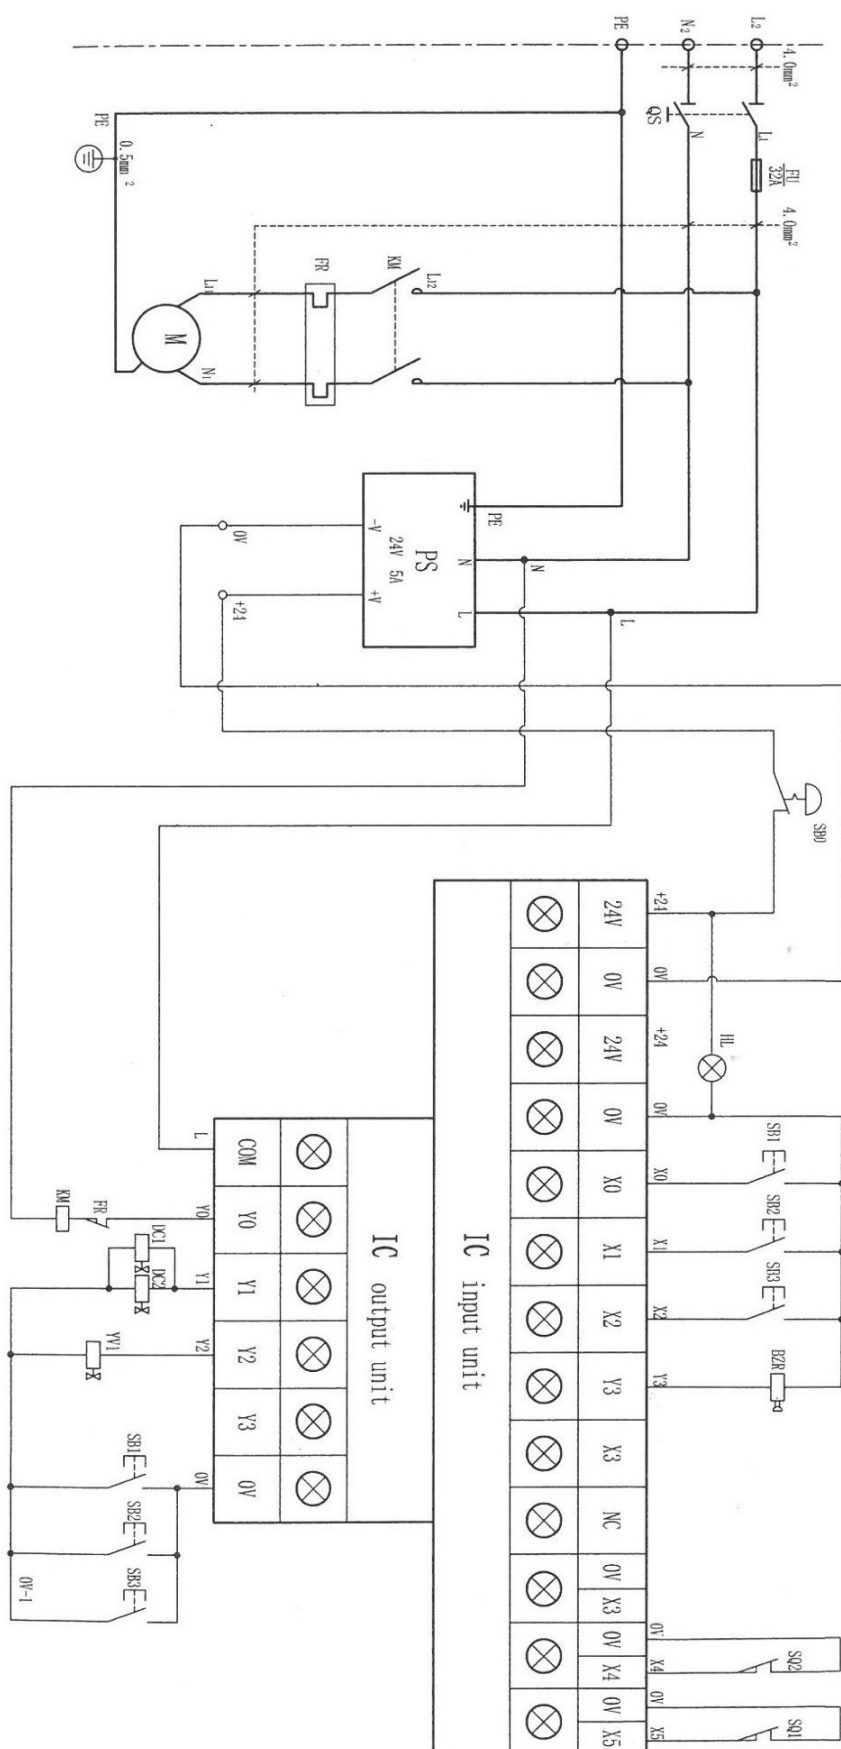 PE
N2
L2
4.0mm²
QS
N
L1
FU
32A
PE
0.5mm²
4.0mm²
FR
KM
L12
L11
M
N1
PE
-V
24V 5A
+V
PS
N
L
0V
+24
N
L
SB0
+24
24V
0V
0V
+24
24V
HL
0V
0V
X0
X0
SB1
X1
X1
SB2
X2
X2
SB3
Y3
Y3
BZR
X3
NC
0V
X3
0V
0V
X4
X4
SQ2
0V
0V
X5
X5
SQ1
IC input unit
IC output unit
L
COM
KM
FR
Y0
Y0
DC1
DC2
Y1
Y1
YV1
Y2
Y2
Y3
SB1
0V
0V
SB2
SB3
0V-1